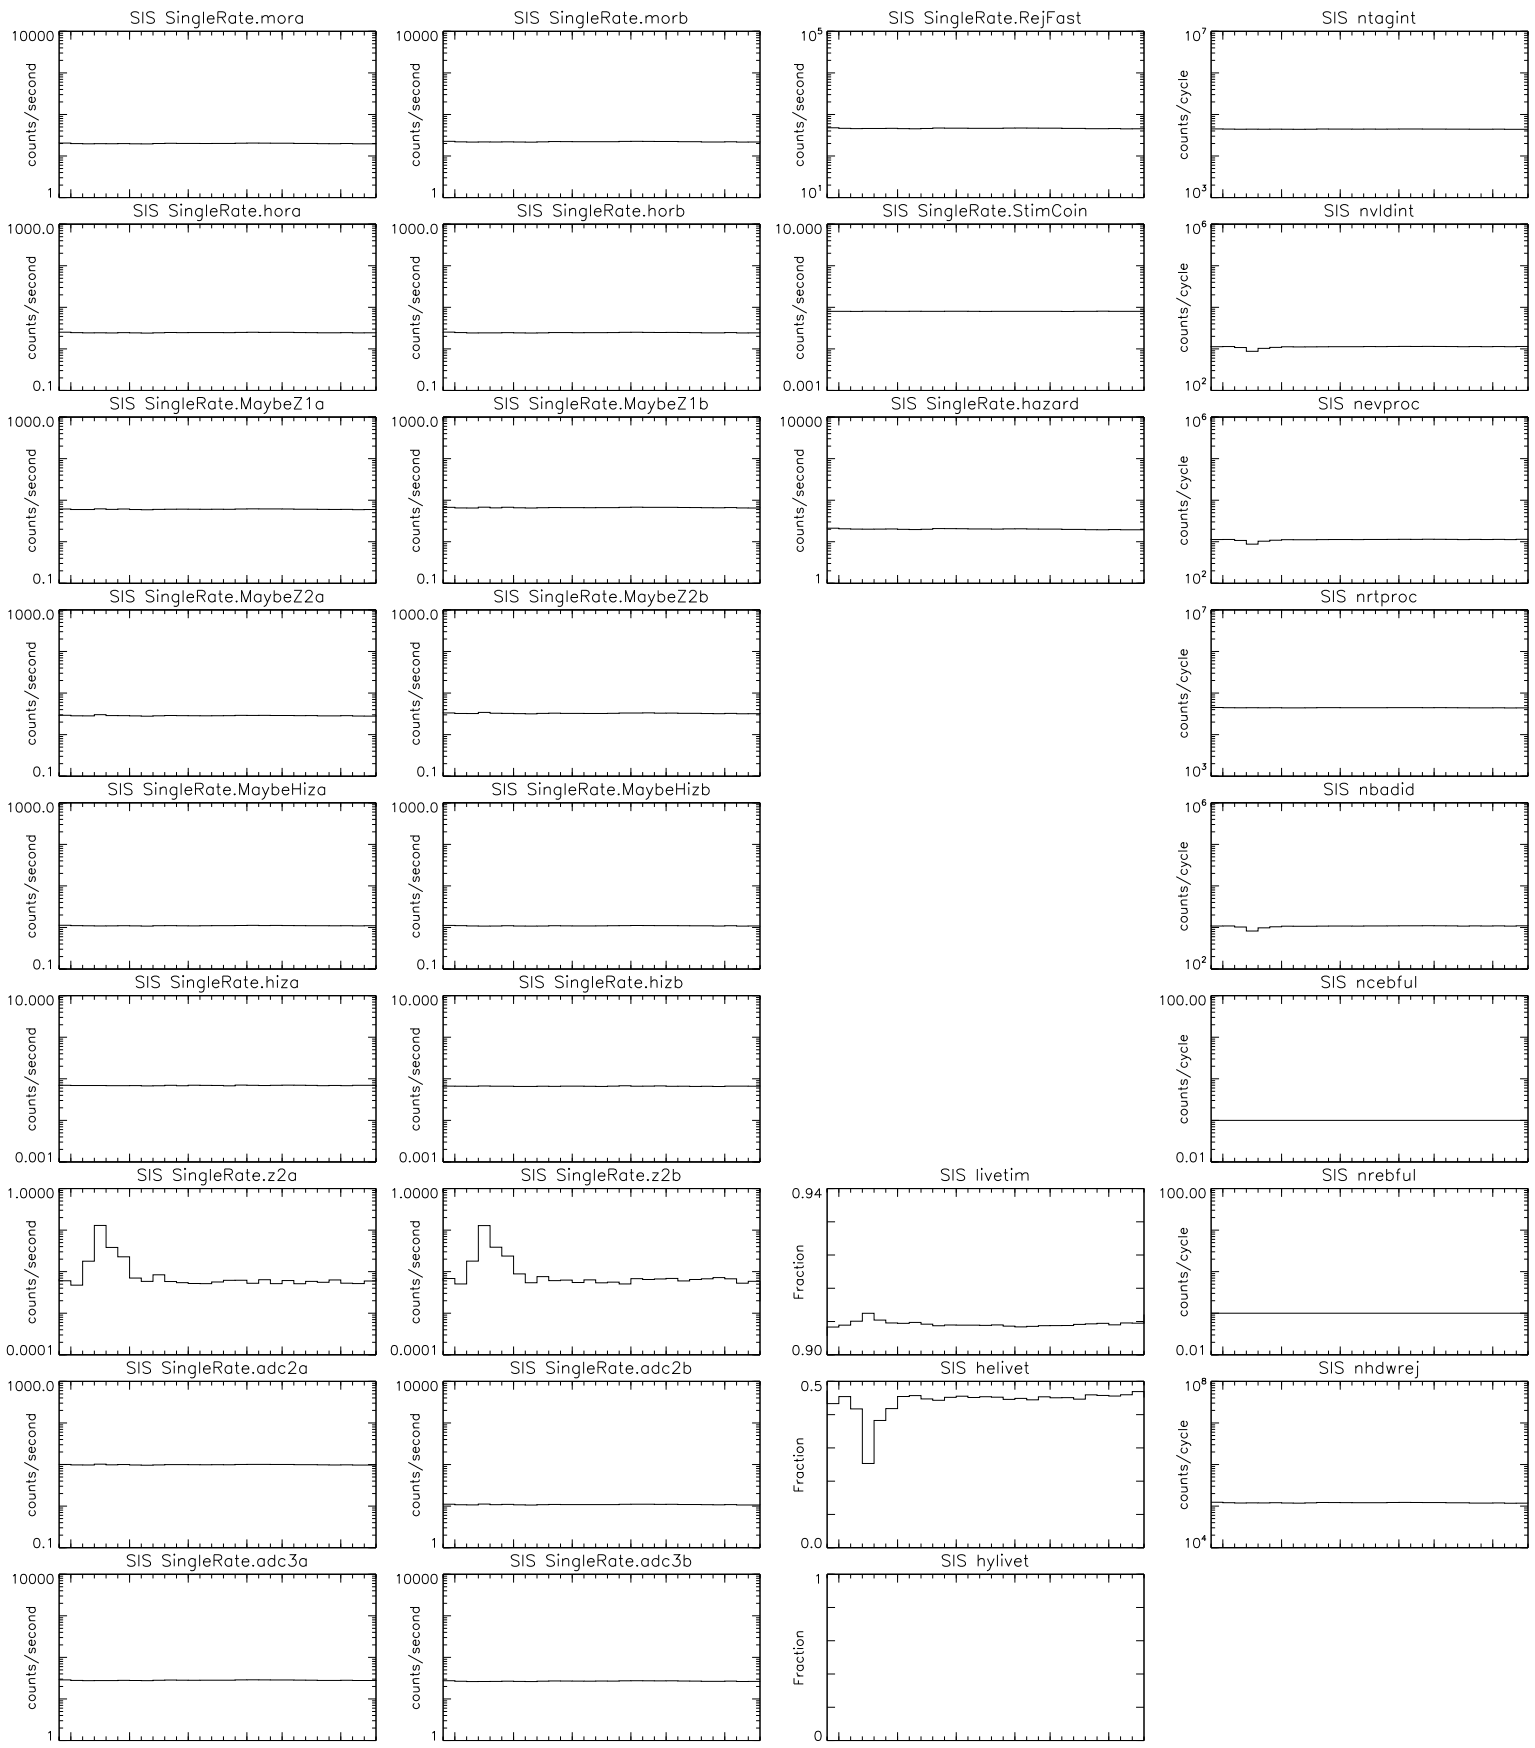 SIS SingleRate.mora
10000
counts/second
1
SIS SingleRate.morb
10000
counts/second
1
SIS SingleRate.RejFast
10⁵
counts/second
10¹
SIS ntagint
10⁷
counts/cycle
10³
SIS SingleRate.hora
1000.0
counts/second
0.1
SIS SingleRate.horb
1000.0
counts/second
0.1
SIS SingleRate.StimCoin
10.000
counts/second
0.001
SIS nvldint
10⁶
counts/cycle
10²
SIS SingleRate.MaybeZ1a
1000.0
counts/second
0.1
SIS SingleRate.MaybeZ1b
1000.0
counts/second
0.1
SIS SingleRate.hazard
10000
counts/second
1
SIS nevproc
10⁶
counts/cycle
10²
SIS SingleRate.MaybeZ2a
1000.0
counts/second
0.1
SIS SingleRate.MaybeZ2b
1000.0
counts/second
0.1
SIS nrtproc
10⁷
counts/cycle
10³
SIS SingleRate.MaybeHiza
1000.0
counts/second
0.1
SIS SingleRate.MaybeHizb
1000.0
counts/second
0.1
SIS nbadid
10⁶
counts/cycle
10²
SIS SingleRate.hiza
10.000
counts/second
0.001
SIS SingleRate.hizb
10.000
counts/second
0.001
SIS ncebful
100.00
counts/cycle
0.01
SIS SingleRate.z2a
1.0000
counts/second
0.0001
SIS SingleRate.z2b
1.0000
counts/second
0.0001
SIS livetim
0.94
Fraction
0.90
SIS nrebful
100.00
counts/cycle
0.01
SIS SingleRate.adc2a
1000.0
counts/second
0.1
SIS SingleRate.adc2b
10000
counts/second
1
SIS helivet
0.5
Fraction
0.0
SIS nhdwrej
10⁸
counts/cycle
10⁴
SIS SingleRate.adc3a
10000
counts/second
1
SIS SingleRate.adc3b
10000
counts/second
1
SIS hylivet
1
Fraction
0